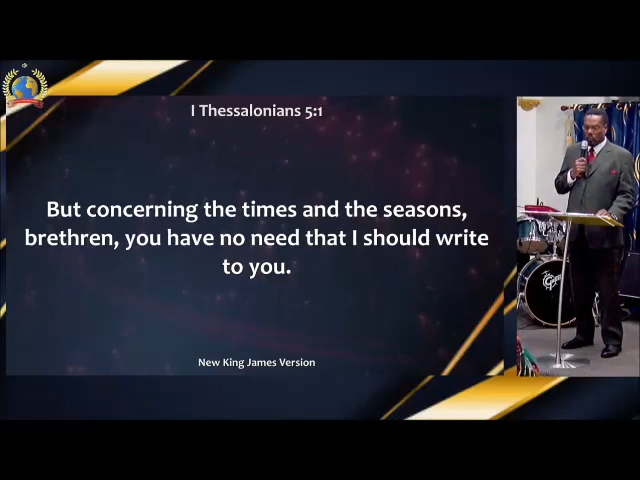 I Thessalonians 5:1
But concerning the times and the seasons,
brethren, you have no need that I should write
to you.
New King James Version